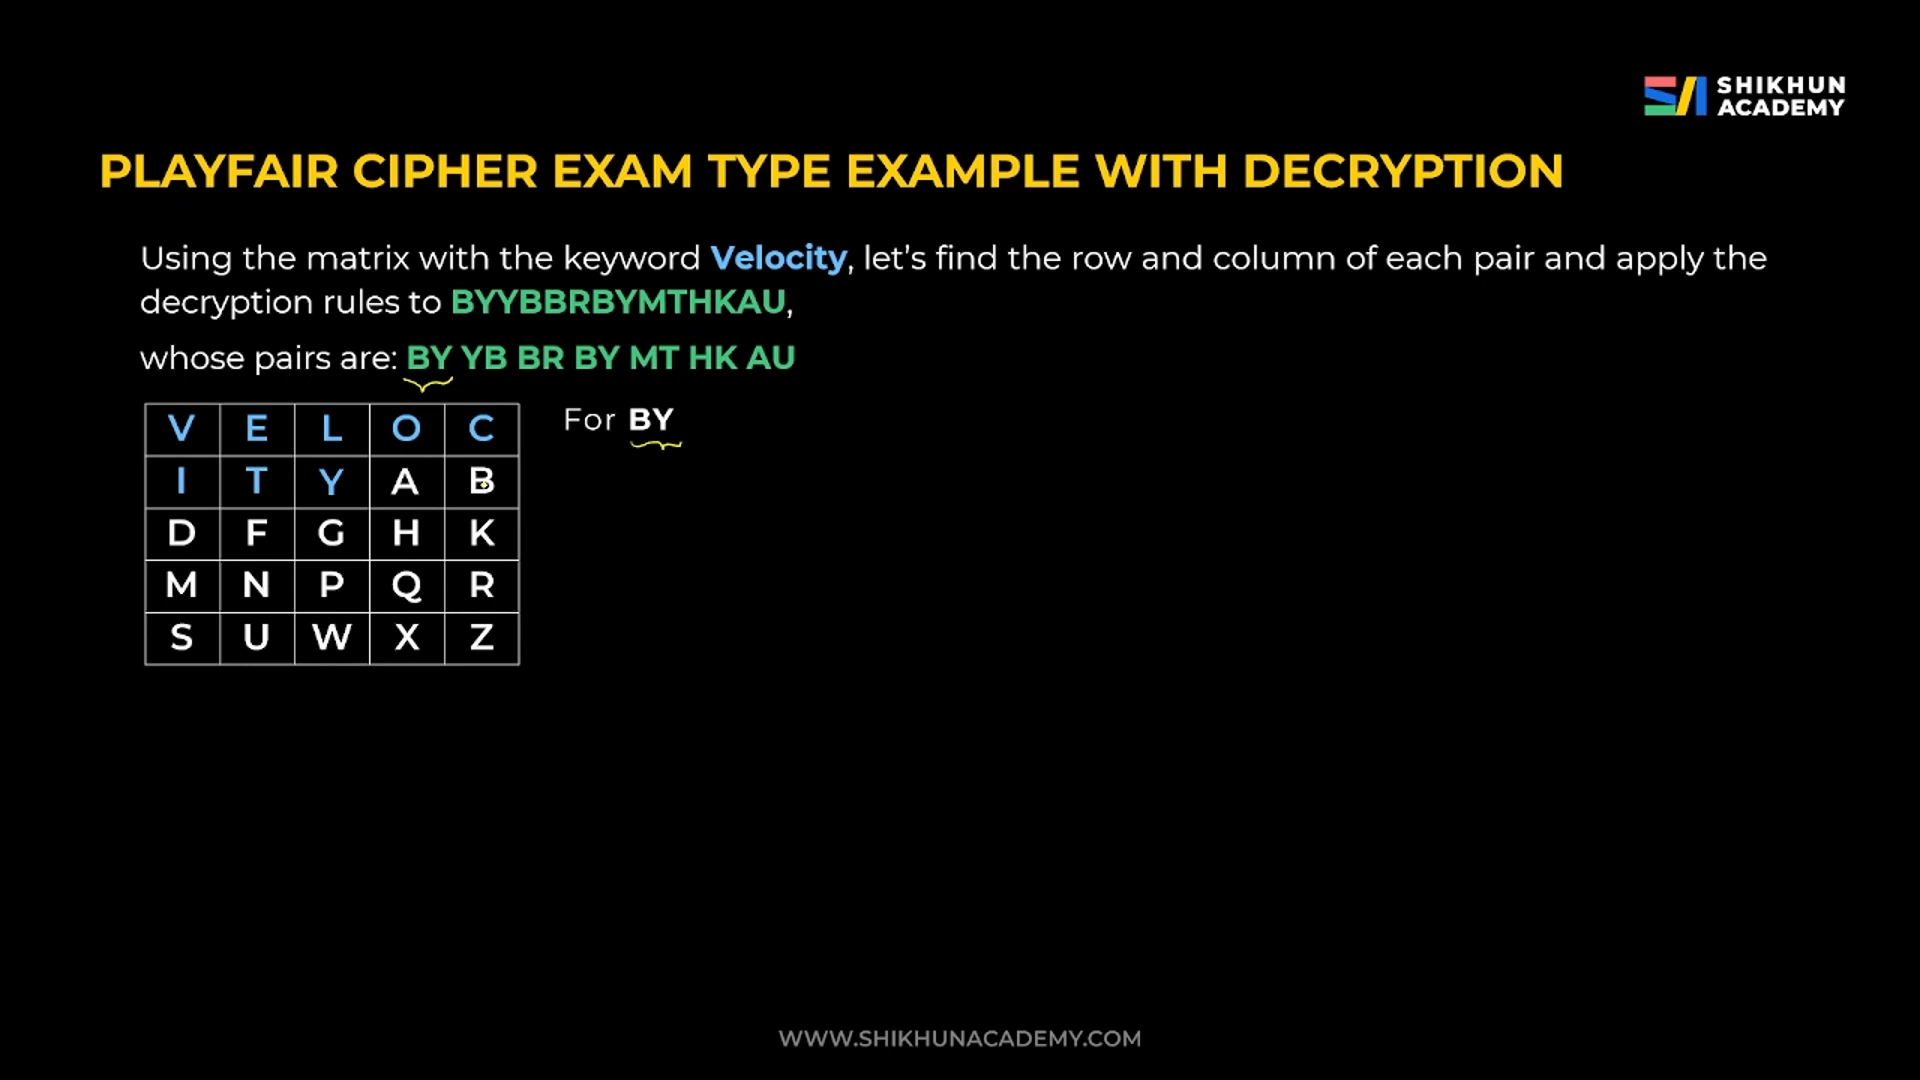 SHIKHUN
ACADEMY
PLAYFAIR CIPHER EXAM TYPE EXAMPLE WITH DECRYPTION
Using the matrix with the keyword Velocity, let’s find the row and column of each pair and apply the
decryption rules to BYYBBRBYMTHKAU,
whose pairs are: BY YB BR BY MT HK AU
For BY
V E L O C
I T Y A B
D F G H K
M N P Q R
S U W X Z
WWW.SHIKHUNACADEMY.COM